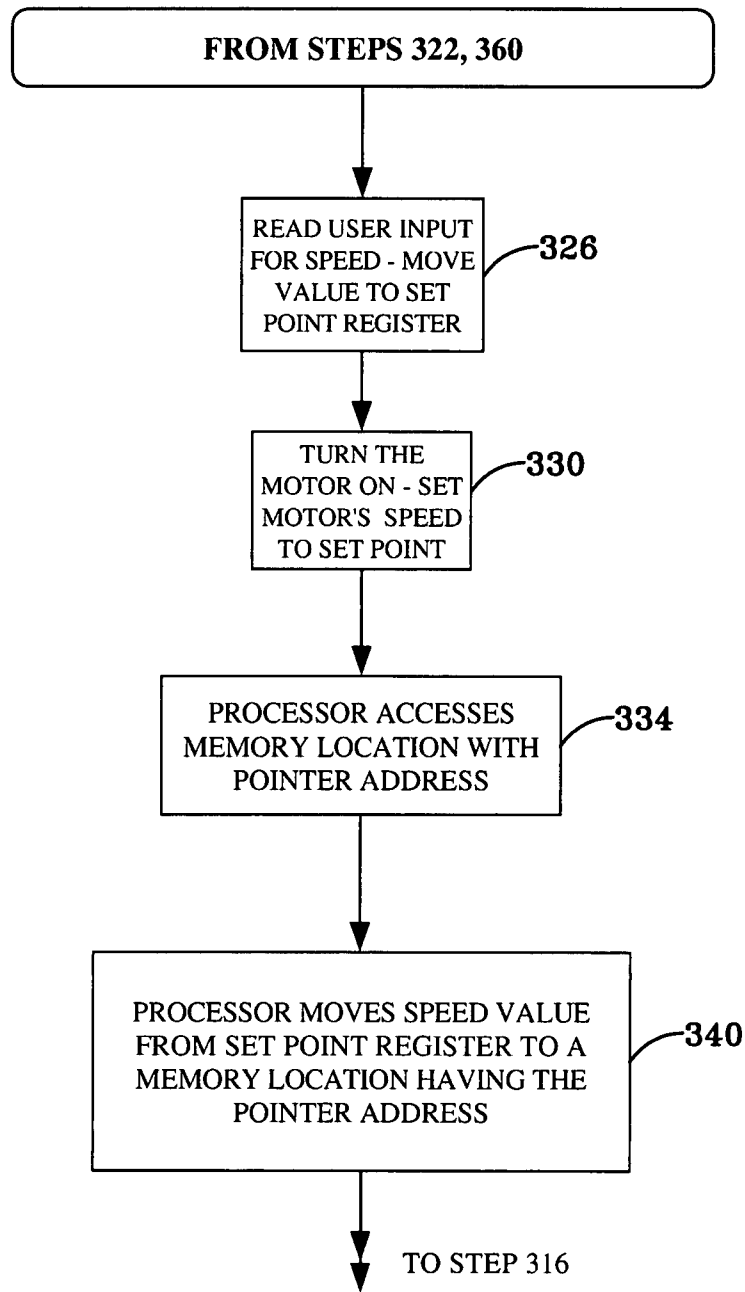 FROM STEPS 322, 360
READ USER INPUT
FOR SPEED - MOVE
VALUE TO SET
POINT REGISTER
326
TURN THE
MOTOR ON - SET
MOTOR'S SPEED
TO SET POINT
330
PROCESSOR ACCESSES
MEMORY LOCATION WITH
POINTER ADDRESS
334
PROCESSOR MOVES SPEED VALUE
FROM SET POINT REGISTER TO A
MEMORY LOCATION HAVING THE
POINTER ADDRESS
340
TO STEP 316